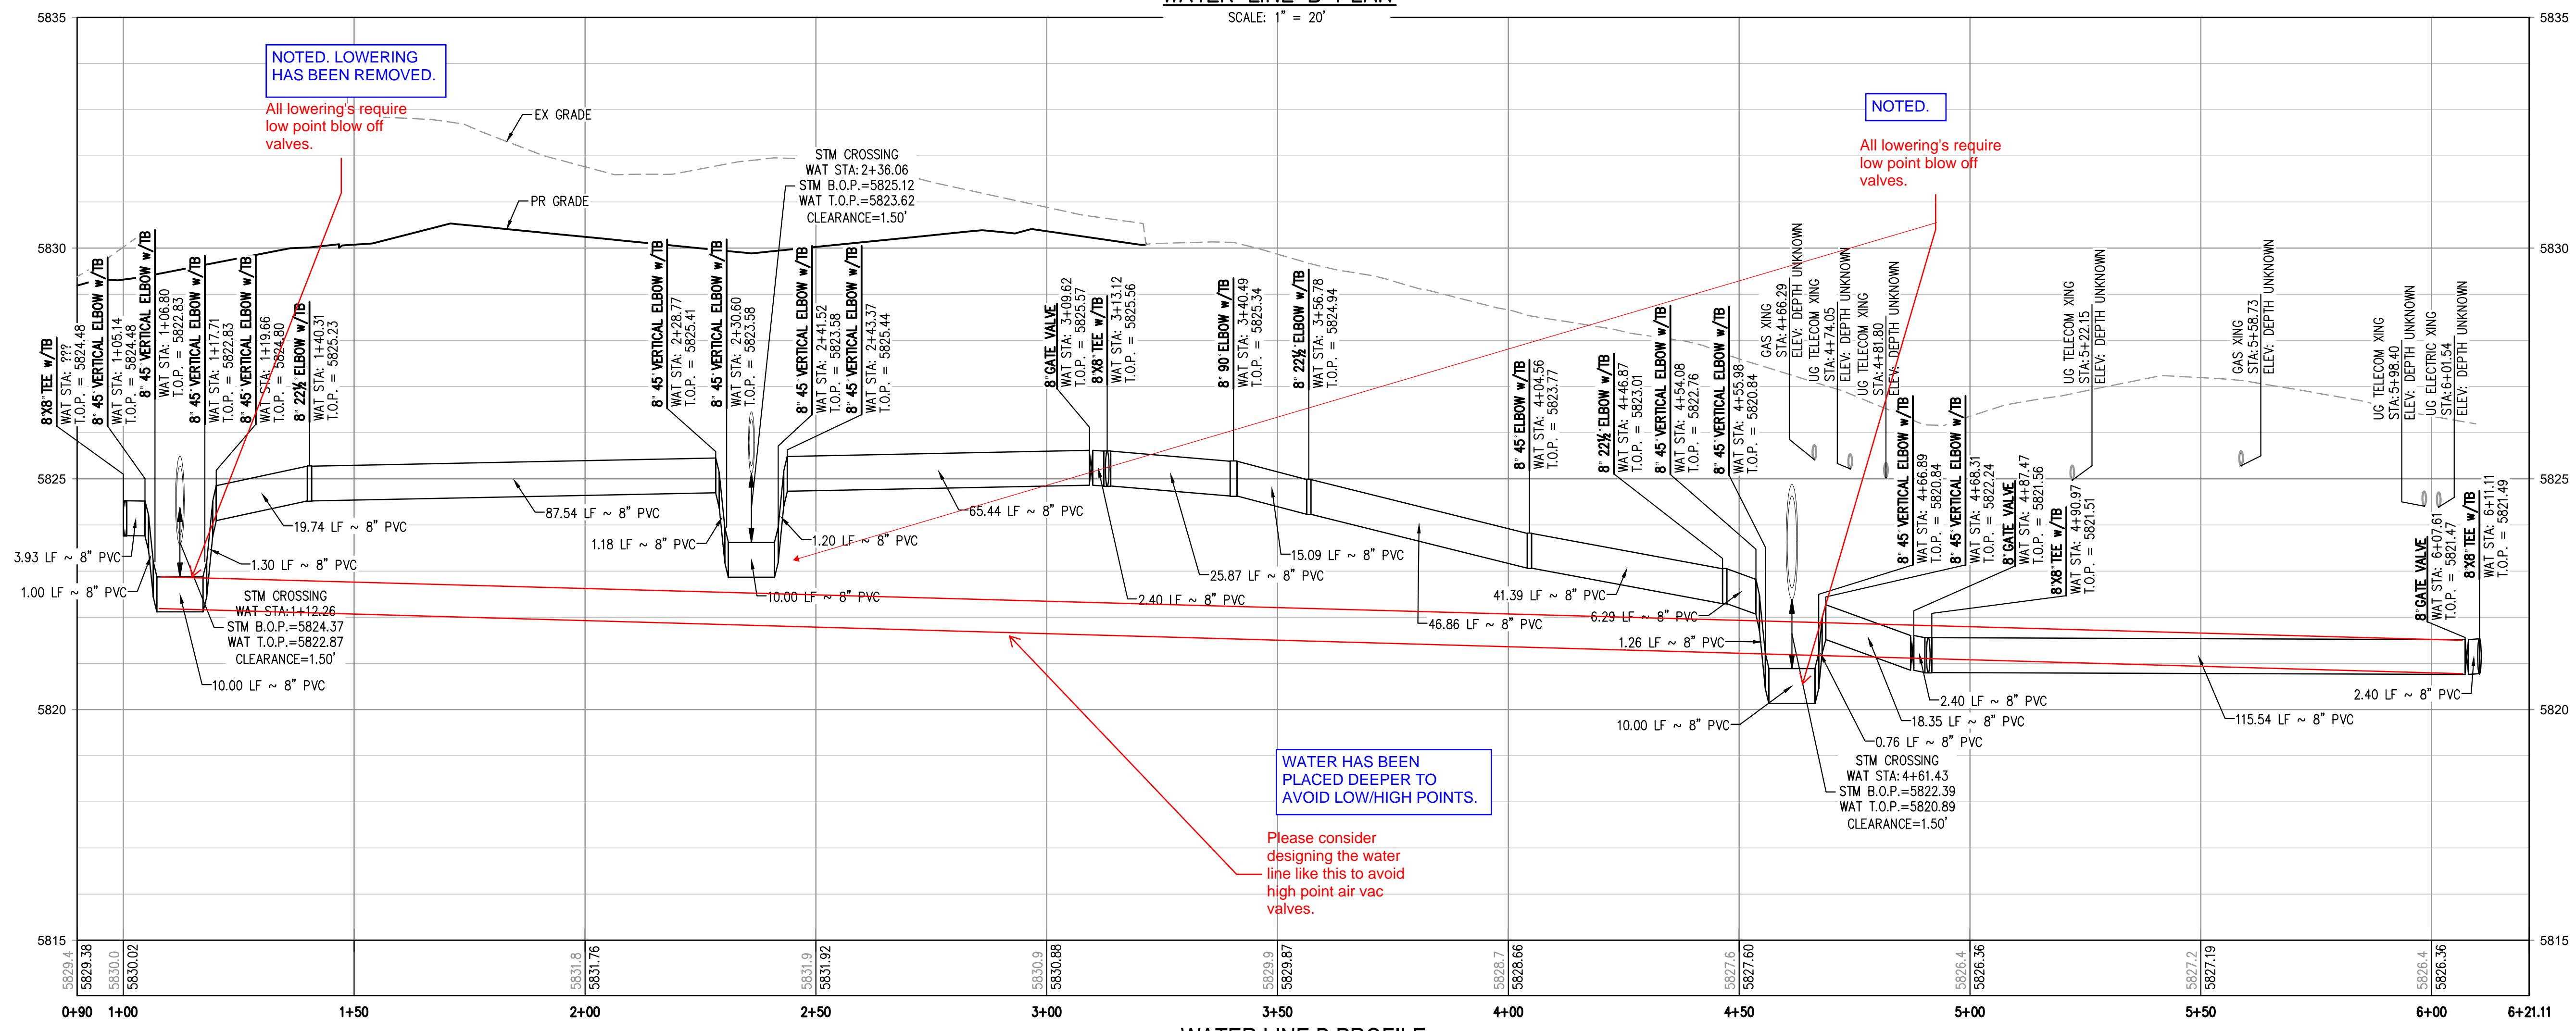 WATER LINE D PLAN
SCALE: 1" = 20'
5835
5835
NOTED. LOWERING
HAS BEEN REMOVED.
All lowering's require
low point blow off
valves.
EX GRADE
STM CROSSING
WAT STA: 2+36.06
STM B.O.P.=5825.12
WAT T.O.P.=5823.62
CLEARANCE=1.50'
NOTED.
All lowering's require
low point blow off
valves.
PR GRADE
5830
5830
8"X8" TEE w/TB
WAT STA: ???
T.O.P. = 5824.48
8" 45° VERTICAL ELBOW w/TB
WAT STA: 1+05.14
T.O.P. = 5824.48
8" 45° VERTICAL ELBOW w/TB
WAT STA: 1+06.80
T.O.P. = 5822.83
8" 45° VERTICAL ELBOW w/TB
WAT STA: 1+17.71
T.O.P. = 5822.83
8" 45° VERTICAL ELBOW w/TB
WAT STA: 1+19.66
T.O.P. = 5824.80
8" 22½° ELBOW w/TB
WAT STA: 1+40.31
T.O.P. = 5825.23
8" 45° VERTICAL ELBOW w/TB
WAT STA: 2+28.77
T.O.P. = 5825.41
8" 45° VERTICAL ELBOW w/TB
WAT STA: 2+30.60
T.O.P. = 5823.58
8" 45° VERTICAL ELBOW w/TB
WAT STA: 2+41.52
T.O.P. = 5823.58
8" 45° VERTICAL ELBOW w/TB
WAT STA: 2+43.37
T.O.P. = 5825.44
8" GATE VALVE
WAT STA: 3+09.62
T.O.P. = 5825.57
8"X8" TEE w/TB
WAT STA: 3+13.12
T.O.P. = 5825.56
8" 90° ELBOW w/TB
WAT STA: 3+40.49
T.O.P. = 5825.34
8" 22½° ELBOW w/TB
WAT STA: 3+56.78
T.O.P. = 5824.94
8" 45° ELBOW w/TB
WAT STA: 4+04.56
T.O.P. = 5823.77
8" 22½° ELBOW w/TB
WAT STA: 4+46.87
T.O.P. = 5823.01
8" 45° VERTICAL ELBOW w/TB
WAT STA: 4+54.08
T.O.P. = 5822.76
8" 45° VERTICAL ELBOW w/TB
WAT STA: 4+55.98
T.O.P. = 5820.84
GAS XING
STA: 4+66.29
ELEV: DEPTH UNKNOWN
UG TELECOM XING
STA: 4+74.05
ELEV: DEPTH UNKNOWN
UG TELECOM XING
STA: 4+81.80
ELEV: DEPTH UNKNOWN
8" 45° VERTICAL ELBOW w/TB
WAT STA: 4+66.89
T.O.P. = 5820.84
8" 45° VERTICAL ELBOW w/TB
WAT STA: 4+68.31
T.O.P. = 5822.24
8" GATE VALVE
WAT STA: 4+87.47
T.O.P. = 5821.56
8"X8" TEE w/TB
WAT STA: 4+90.97
T.O.P. = 5821.51
UG TELECOM XING
STA: 5+22.15
ELEV: DEPTH UNKNOWN
GAS XING
STA: 5+58.73
ELEV: DEPTH UNKNOWN
UG TELECOM XING
STA: 5+98.40
ELEV: DEPTH UNKNOWN
UG ELECTRIC XING
STA: 6+01.54
ELEV: DEPTH UNKNOWN
8" GATE VALVE
WAT STA: 6+07.61
T.O.P. = 5821.47
8"X8" TEE w/TB
WAT STA: 6+11.11
T.O.P. = 5821.49
5825
5825
3.93 LF ~ 8" PVC
1.00 LF ~ 8" PVC
19.74 LF ~ 8" PVC
1.30 LF ~ 8" PVC
STM CROSSING
WAT STA: 1+12.26
STM B.O.P.=5824.37
WAT T.O.P.=5822.87
CLEARANCE=1.50'
10.00 LF ~ 8" PVC
87.54 LF ~ 8" PVC
1.18 LF ~ 8" PVC
1.20 LF ~ 8" PVC
10.00 LF ~ 8" PVC
65.44 LF ~ 8" PVC
2.40 LF ~ 8" PVC
25.87 LF ~ 8" PVC
15.09 LF ~ 8" PVC
46.86 LF ~ 8" PVC
41.39 LF ~ 8" PVC
6.29 LF ~ 8" PVC
1.26 LF ~ 8" PVC
10.00 LF ~ 8" PVC
2.40 LF ~ 8" PVC
18.35 LF ~ 8" PVC
0.76 LF ~ 8" PVC
115.54 LF ~ 8" PVC
2.40 LF ~ 8" PVC
5820
5820
STM CROSSING
WAT STA: 4+61.43
STM B.O.P.=5822.39
WAT T.O.P.=5820.89
CLEARANCE=1.50'
WATER HAS BEEN
PLACED DEEPER TO
AVOID LOW/HIGH POINTS.
Please consider
designing the water
line like this to avoid
high point air vac
valves.
5815
5815
5829.4
5829.38
5830.0
5830.02
5831.8
5831.76
5831.9
5831.92
5830.9
5830.88
5829.9
5829.87
5828.7
5828.66
5827.6
5827.60
5826.4
5826.36
5827.2
5827.19
5826.4
5826.36
0+90
1+00
1+50
2+00
2+50
3+00
3+50
4+00
4+50
5+00
5+50
6+00
6+21.11
WATER LINE D PROFILE